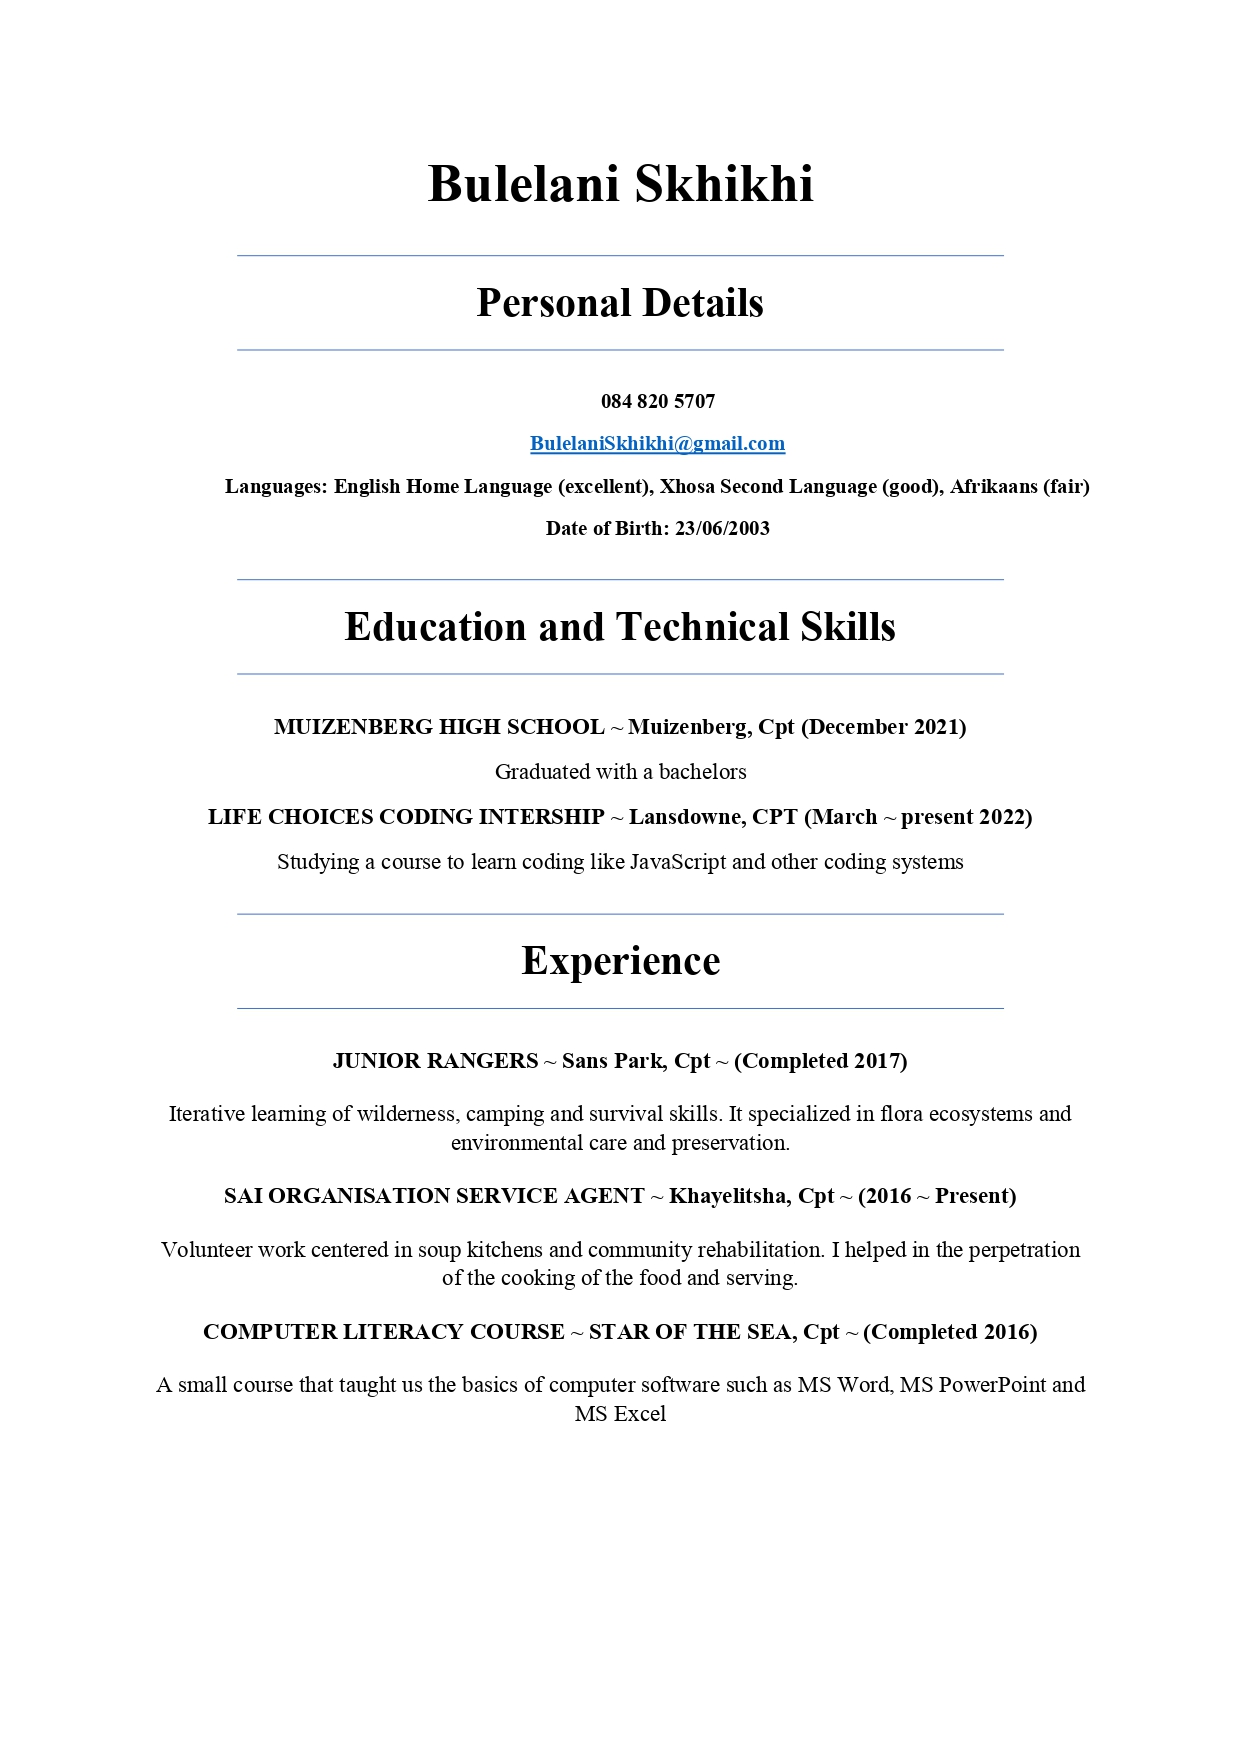 Bulelani Skhikhi
Personal Details
084 820 5707
BulelaniSkhikhi@gmail.com
Languages: English Home Language (excellent), Xhosa Second Language (good), Afrikaans (fair)
Date of Birth: 23/06/2003
Education and Technical Skills
MUIZENBERG HIGH SCHOOL ~ Muizenberg, Cpt (December 2021)
Graduated with a bachelors
LIFE CHOICES CODING INTERSHIP ~ Lansdowne, CPT (March ~ present 2022)
Studying a course to learn coding like JavaScript and other coding systems
Experience
JUNIOR RANGERS ~ Sans Park, Cpt ~ (Completed 2017)
Iterative learning of wilderness, camping and survival skills. It specialized in flora ecosystems and
environmental care and preservation.
SAI ORGANISATION SERVICE AGENT ~ Khayelitsha, Cpt ~ (2016 ~ Present)
Volunteer work centered in soup kitchens and community rehabilitation. I helped in the perpetration
of the cooking of the food and serving.
COMPUTER LITERACY COURSE ~ STAR OF THE SEA, Cpt ~ (Completed 2016)
A small course that taught us the basics of computer software such as MS Word, MS PowerPoint and
MS Excel